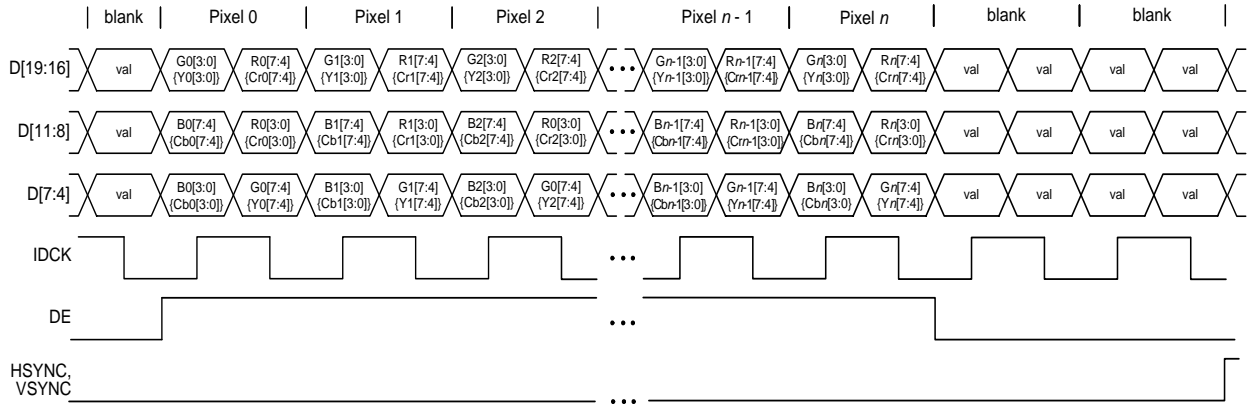 blank Pixel 0 Pixel 1 Pixel 2 Pixel n - 1 Pixel n blank blank
G0[3:0] R0[7:4] G1[3:0] R1[7:4] G2[3:0] R2[7:4] Gn-1[3:0] Rn-1[7:4] Gn[3:0] Rn[7:4]
D[19:16] val ••• val val val val
{Y0[3:0]} {Cr0[7:4]} {Y1[3:0]} {Cr1[7:4]} {Y2[3:0]} {Cr2[7:4]} {Yn-1[3:0]} {Crn-1[7:4]} {Yn[3:0]} {Crn[7:4]}
B0[7:4] R0[3:0] B1[7:4] R1[3:0] B2[7:4] R0[3:0] Bn-1[7:4] Rn-1[3:0] Bn[7:4] Rn[3:0]
D[11:8] val ••• val val val val
{Cb0[7:4]} {Cr0[3:0]} {Cb1[7:4]} {Cr1[3:0]} {Cb2[7:4]} {Cr2[3:0]} {Cbn-1[7:4]} {Crn-1[3:0]} {Cbn[7:4]} {Crn[3:0]}
B0[3:0] G0[7:4] B1[3:0] G1[7:4] B2[3:0] G0[7:4] Bn-1[3:0] Gn-1[7:4] Bn[3:0] Gn[7:4]
D[7:4] val ••• val val val val
{Cb0[3:0]} {Y0[7:4]} {Cb1[3:0]} {Y1[7:4]} {Cb2[3:0]} {Y2[7:4]} {Cbn-1[3:0]} {Yn-1[7:4]} {Cbn[3:0} {Yn[7:4]}
IDCK •••
DE •••
HSYNC,
VSYNC •••